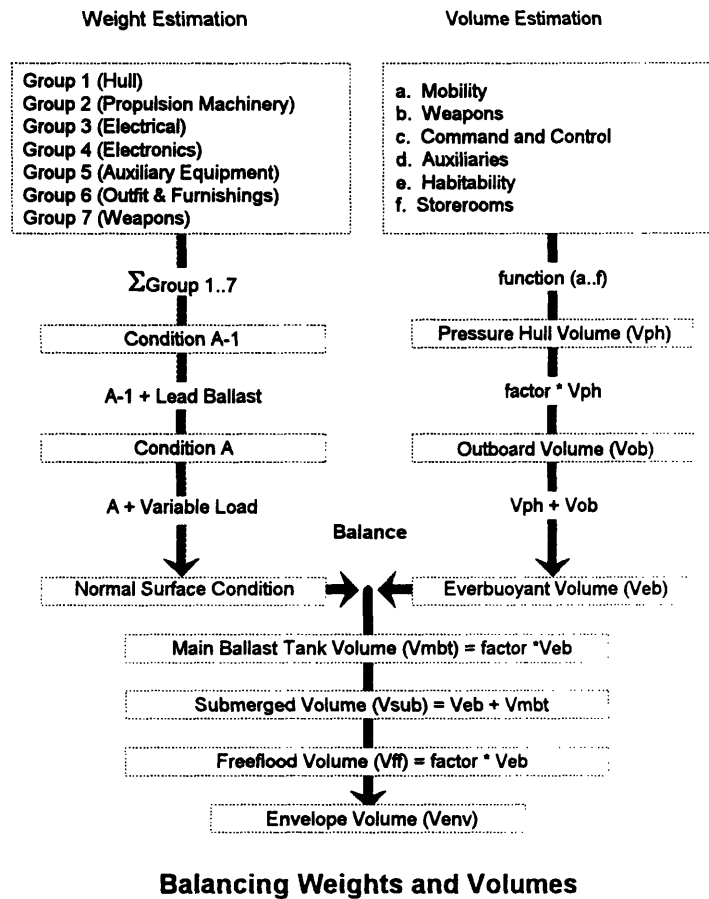 Weight Estimation
Group 1 (Hull)
Group 2 (Propulsion Machinery)
Group 3 (Electrical)
Group 4 (Electronics)
Group 5 (Auxiliary Equipment)
Group 6 (Outfit & Furnishings)
Group 7 (Weapons)
ΣGroup 1..7
Condition A-1
A-1 + Lead Ballast
Condition A
A + Variable Load
Normal Surface Condition
Volume Estimation
a. Mobility
b. Weapons
c. Command and Control
d. Auxiliaries
e. Habitability
f. Storerooms
function (a..f)
Pressure Hull Volume (Vph)
factor * Vph
Outboard Volume (Vob)
Vph + Vob
Everbuoyant Volume (Veb)
Balance
Main Ballast Tank Volume (Vmbt) = factor *Veb
Submerged Volume (Vsub) = Veb + Vmbt
Freeflood Volume (Vff) = factor * Veb
Envelope Volume (Venv)
Balancing Weights and Volumes